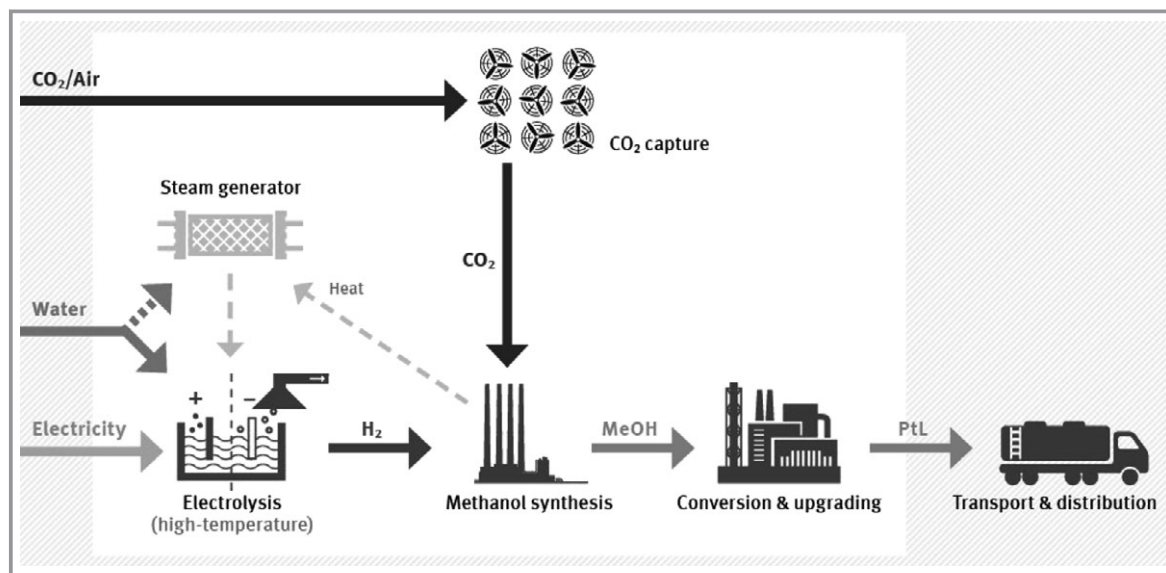 CO₂/Air
CO₂ capture
Steam generator
CO₂
Heat
Water
+
−
Electricity
H₂
MeOH
PtL
Electrolysis
(high-temperature)
Methanol synthesis
Conversion & upgrading
Transport & distribution